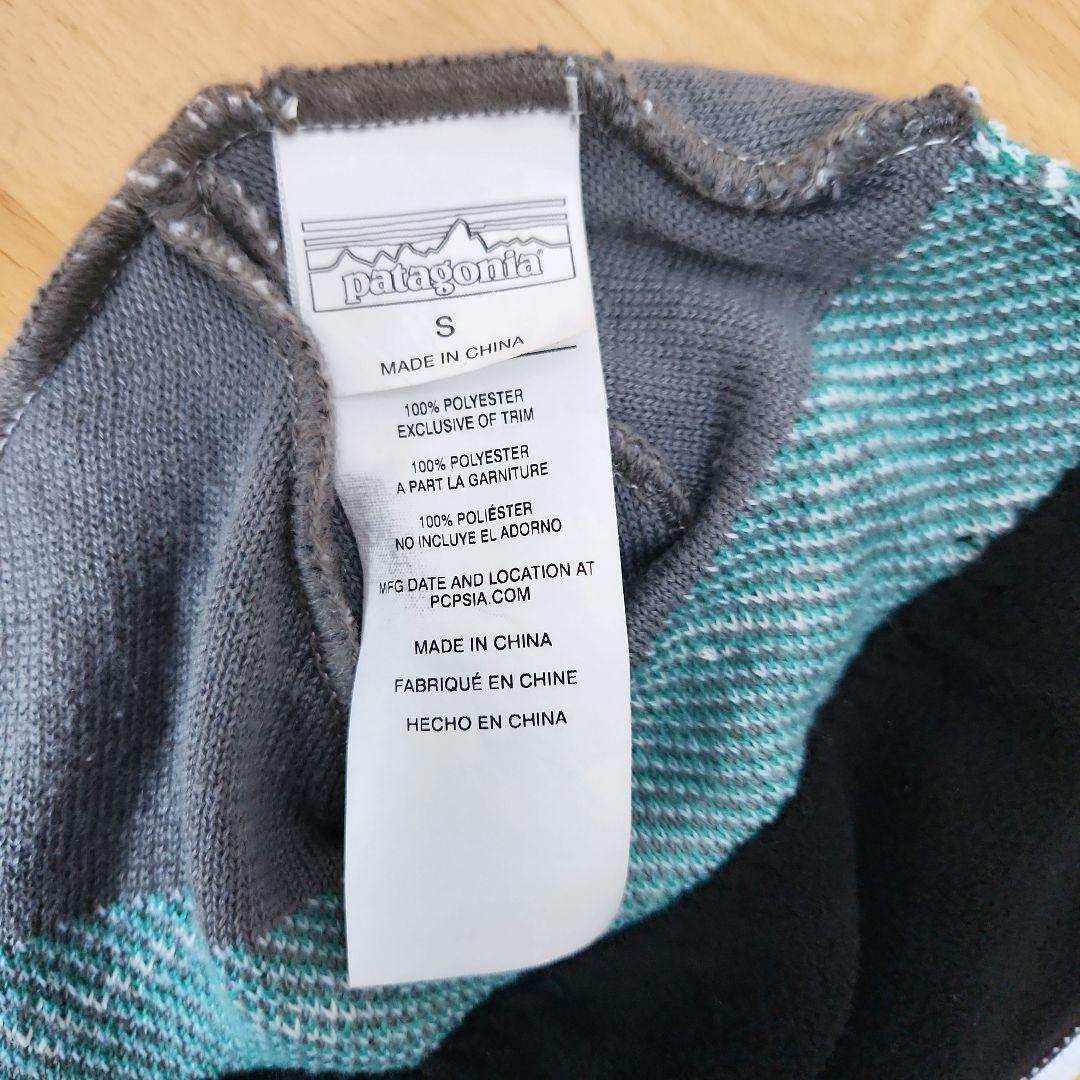 patagonia
S
MADE IN CHINA
100% POLYESTER
EXCLUSIVE OF TRIM
100% POLYESTER
A PART LA GARNITURE
100% POLIÉSTER
NO INCLUYE EL ADORNO
MFG DATE AND LOCATION AT
PCPSIA.COM
MADE IN CHINA
FABRIQUÉ EN CHINE
HECHO EN CHINA